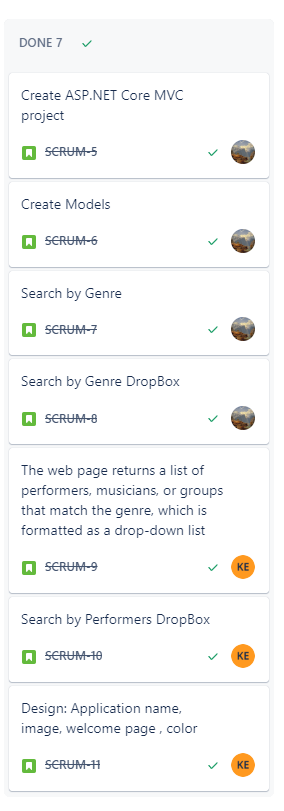 DONE 7
Create ASP.NET Core MVC
project
SCRUM-5
Create Models
SCRUM-6
Search by Genre
SCRUM-7
Search by Genre DropBox
SCRUM-8
The web page returns a list of
performers, musicians, or groups
that match the genre, which is
formatted as a drop-down list
SCRUM-9 KE
Search by Performers DropBox
SCRUM-10 KE
Design: Application name,
image, welcome page , color
SCRUM-11 KE